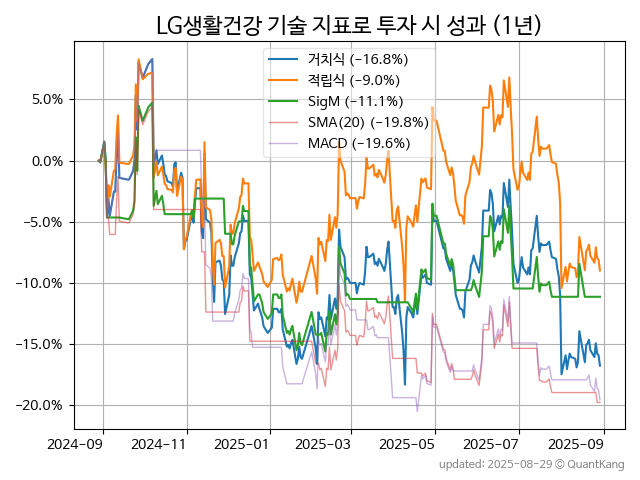 LG생활건강 기술 지표로 투자 시 성과 (1년)
거치식 (−16.8%)
적립식 (−9.0%)
SigM (−11.1%)
SMA(20) (−19.8%)
MACD (−19.6%)
5.0%
0.0%
−5.0%
−10.0%
−15.0%
−20.0%
2024−09 2024−11 2025−01 2025−03 2025−05 2025−07 2025−09
updated: 2025-08-29 © QuantKang